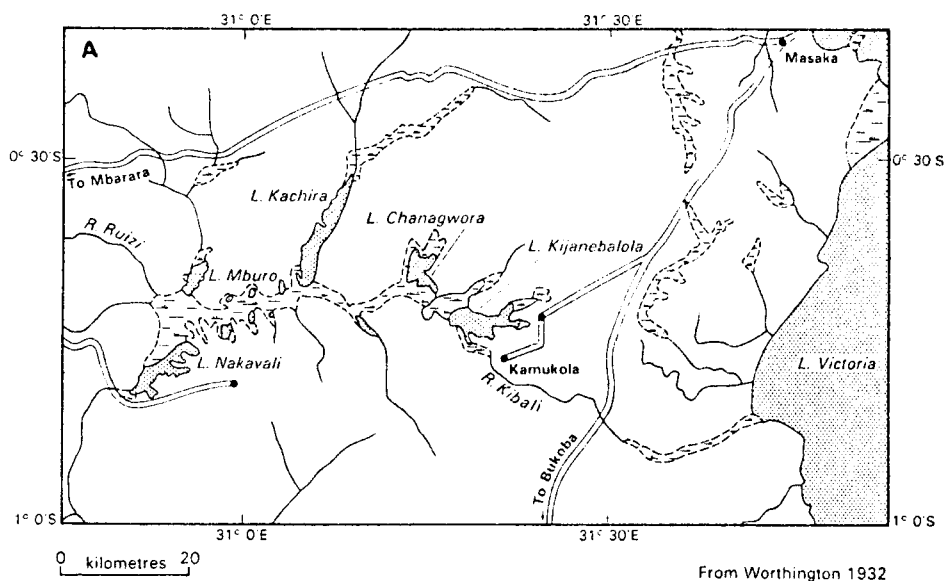 31° 0'E
31° 30'E
A
Masaka
0° 30'S
0° 30'S
To Mbarara
L. Kachira
L. Chanagwora
R. Ruizi
L. Kijanebalola
L. Mburo
L. Nakavali
Kamukola
R. Kibali
L. Victoria
To Bukoba
1° 0'S
1° 0'S
31° 0'E
31° 30'E
0 kilometres 20
From Worthington 1932